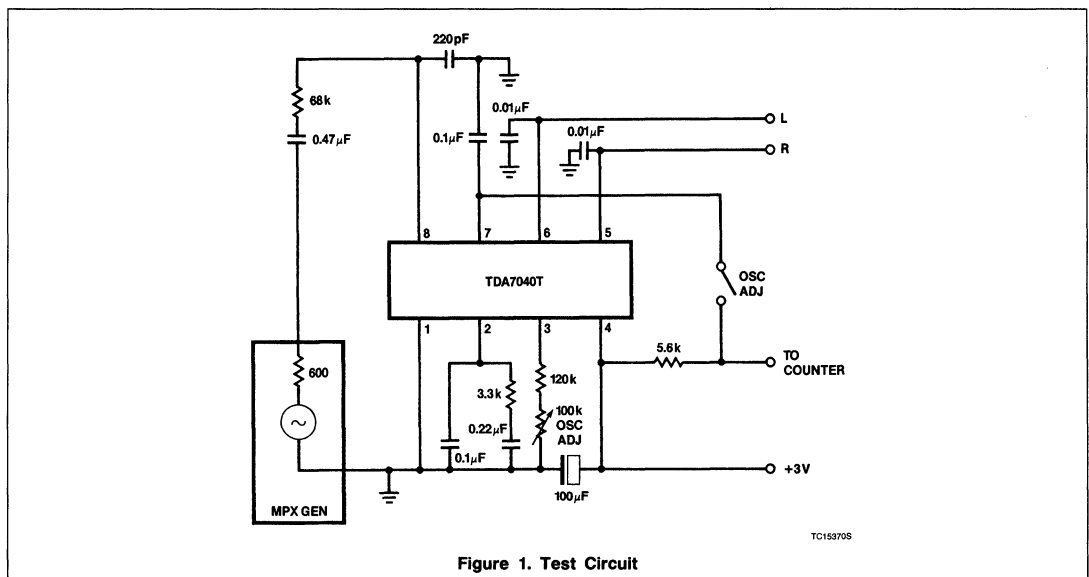 220pF
68k
0.47µF
0.1µF
0.01µF
0.01µF
L
R
8 7 6 5
TDA7040T
1 2 3 4
OSC
ADJ
5.6k
TO
COUNTER
600
3.3k
120k
100k
OSC
ADJ
0.22µF
0.1µF
100µF
+3V
MPX GEN
TC15370S
Figure 1. Test Circuit